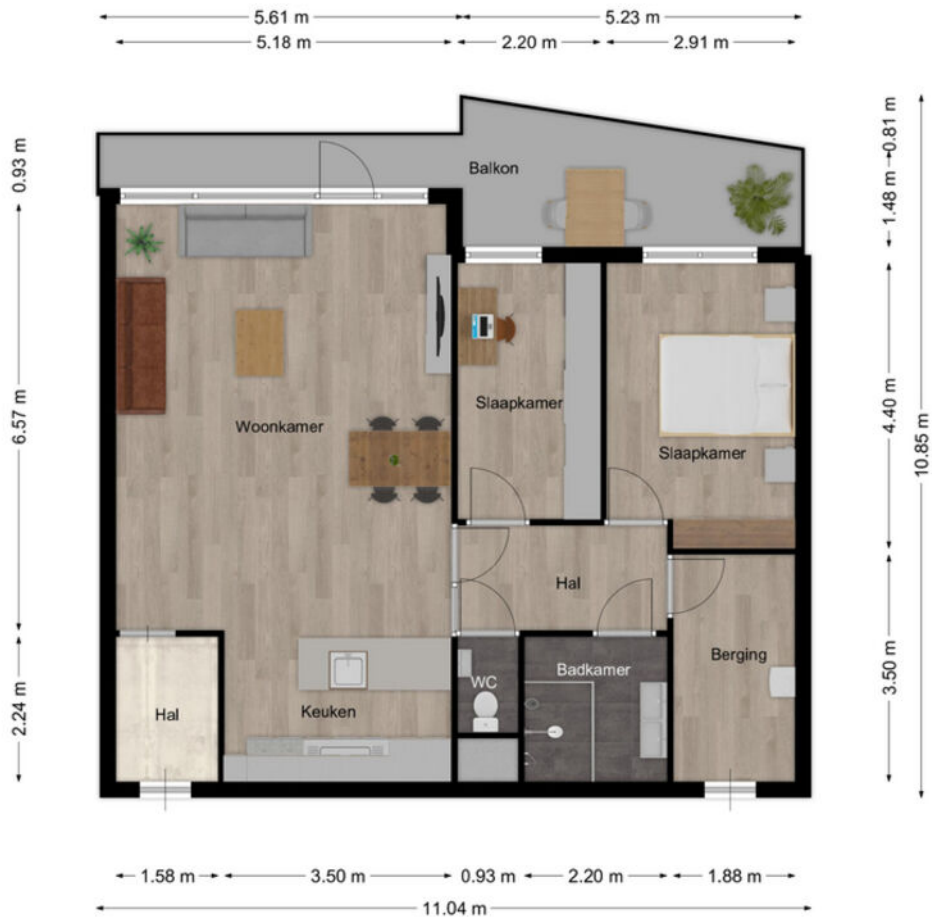 5.61 m
5.23 m
5.18 m
2.20 m
2.91 m
0.93 m
0.81 m
1.48 m
Balkon
6.57 m
Woonkamer
Slaapkamer
Slaapkamer
4.40 m
10.85 m
Hal
Berging
3.50 m
2.24 m
Hal
Keuken
WC
Badkamer
1.58 m
3.50 m
0.93 m
2.20 m
1.88 m
11.04 m